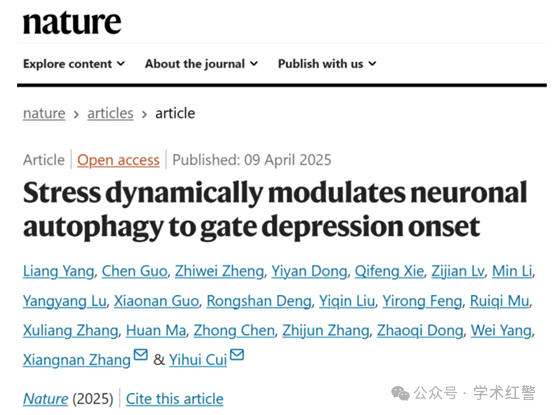 nature
Explore content About the journal Publish with us
nature > articles > article
Article | Open access | Published: 09 April 2025
Stress dynamically modulates neuronal
autophagy to gate depression onset
Liang Yang, Chen Guo, Zhiwei Zheng, Yiyan Dong, Qifeng Xie, Zijian Lv, Min Li,
Yangyang Lu, Xiaonan Guo, Rongshan Deng, Yiqin Liu, Yirong Feng, Ruiqi Mu,
Xuliang Zhang, Huan Ma, Zhong Chen, Zhijun Zhang, Zhaoqi Dong, Wei Yang,
Xiangnan Zhang & Yihui Cui
Nature (2025) | Cite this article
公众号 · 学术红警